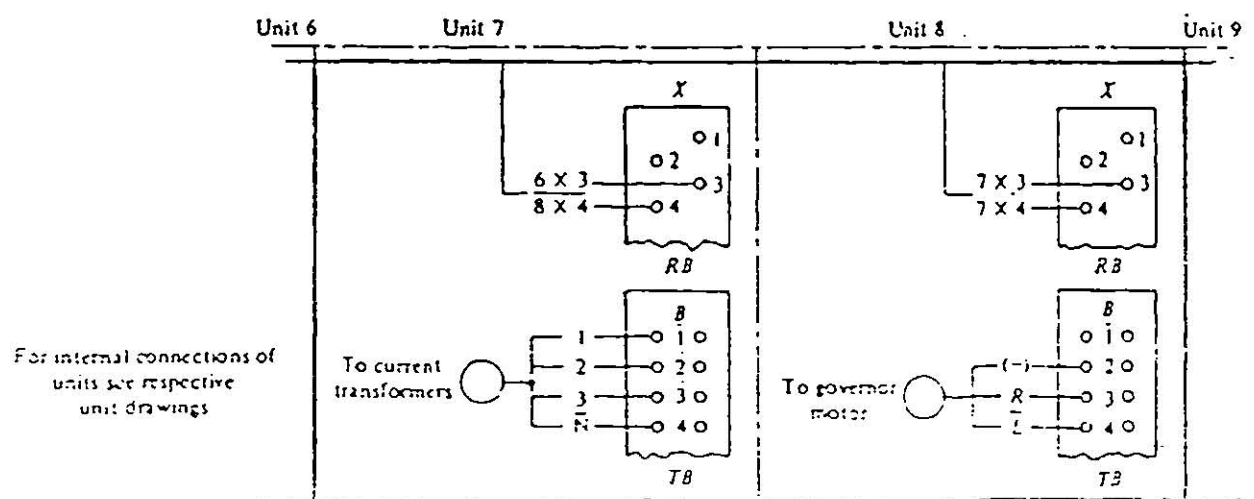 Unit 6 Unit 7 Unit 8 Unit 9
X X
1 1
2 2
6 X 3 3 7 X 3 3
8 X 4 4 7 X 4 4
RB RB
B B
1 1 1
For internal connections of
units see respective
unit drawings
To current
transformers
2 2 (−) 2
To governor
motor
3 3 R 3
N 4 L 4
TB TB